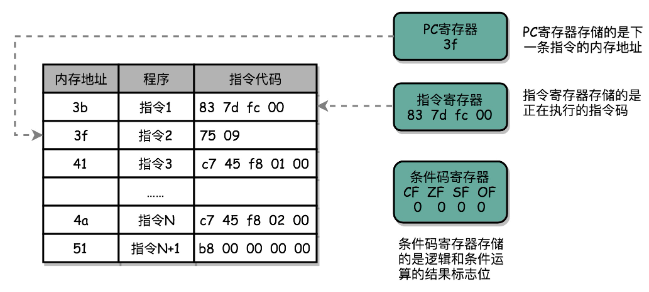 PC寄存器
3f
PC寄存器存储的是下
一条指令的内存地址
内存地址 程序 指令代码
3b 指令1 83 7d fc 00
3f 指令2 75 09
41 指令3 c7 45 f8 01 00
......
4a 指令N c7 45 f8 02 00
51 指令N+1 b8 00 00 00 00
指令寄存器
83 7d fc 00
指令寄存器存储的是
正在执行的指令码
条件码寄存器
CF ZF SF OF
0 0 0 0
条件码寄存器存储
的是逻辑和条件运
算的结果标志位